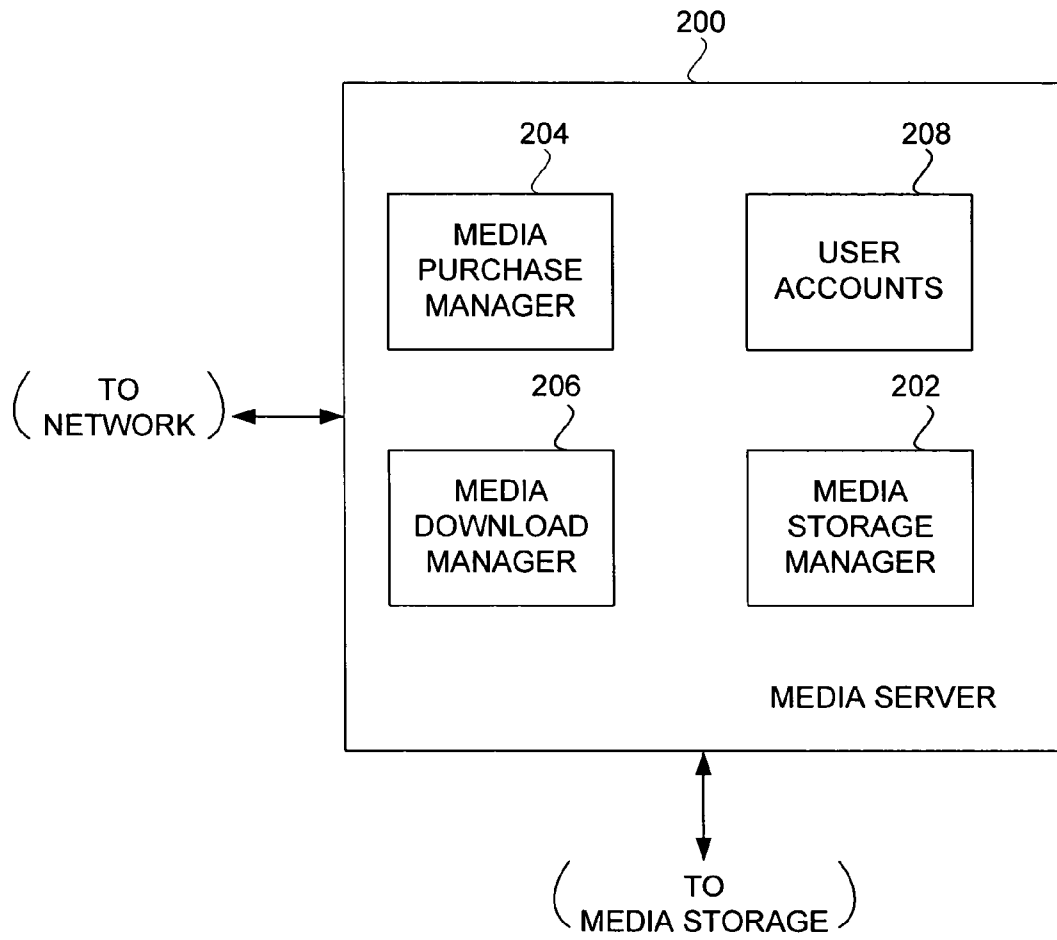 200
204
208
MEDIA
PURCHASE
MANAGER
USER
ACCOUNTS
( TO
NETWORK )
206
202
MEDIA
DOWNLOAD
MANAGER
MEDIA
STORAGE
MANAGER
MEDIA SERVER
( TO
MEDIA STORAGE )